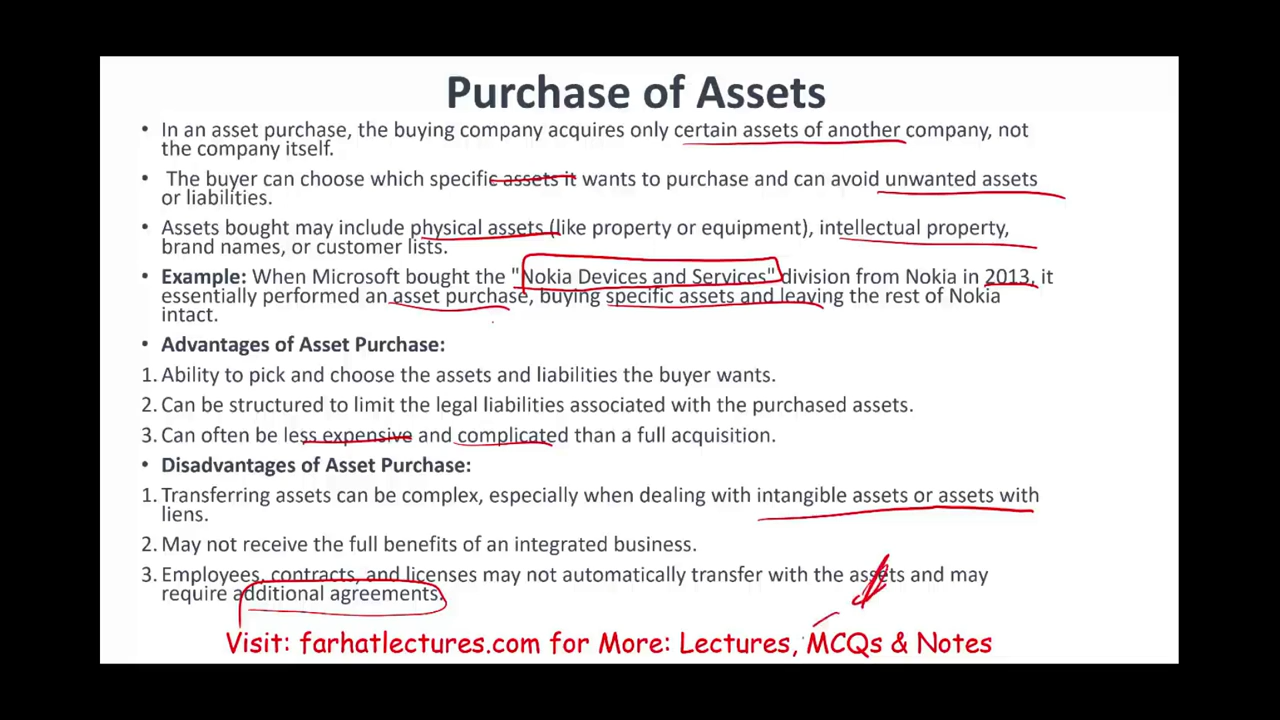 Purchase of Assets
• In an asset purchase, the buying company acquires only certain assets of another company, not
the company itself.
• The buyer can choose which specific assets it wants to purchase and can avoid unwanted assets
or liabilities.
• Assets bought may include physical assets (like property or equipment), intellectual property,
brand names, or customer lists.
• Example: When Microsoft bought the "Nokia Devices and Services" division from Nokia in 2013, it
essentially performed an asset purchase, buying specific assets and leaving the rest of Nokia
intact.
• Advantages of Asset Purchase:
1. Ability to pick and choose the assets and liabilities the buyer wants.
2. Can be structured to limit the legal liabilities associated with the purchased assets.
3. Can often be less expensive and complicated than a full acquisition.
• Disadvantages of Asset Purchase:
1. Transferring assets can be complex, especially when dealing with intangible assets or assets with
liens.
2. May not receive the full benefits of an integrated business.
3. Employees, contracts, and licenses may not automatically transfer with the assets and may
require additional agreements.
Visit: farhatlectures.com for More: Lectures, MCQs & Notes